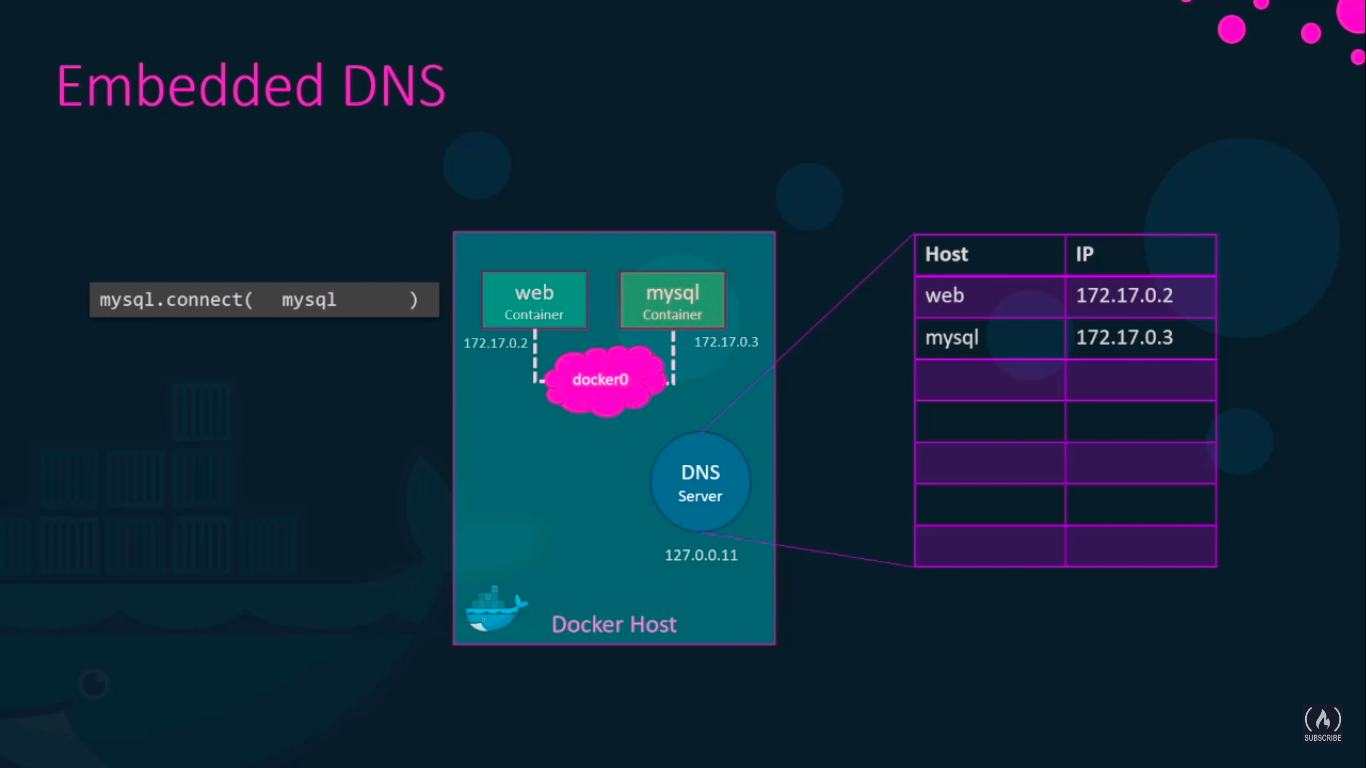 Embedded DNS
mysql.connect( mysql )
web
Container
mysql
Container
172.17.0.2
172.17.0.3
docker0
DNS
Server
127.0.0.11
Docker Host
Host IP
web 172.17.0.2
mysql 172.17.0.3
SUBSCRIBE